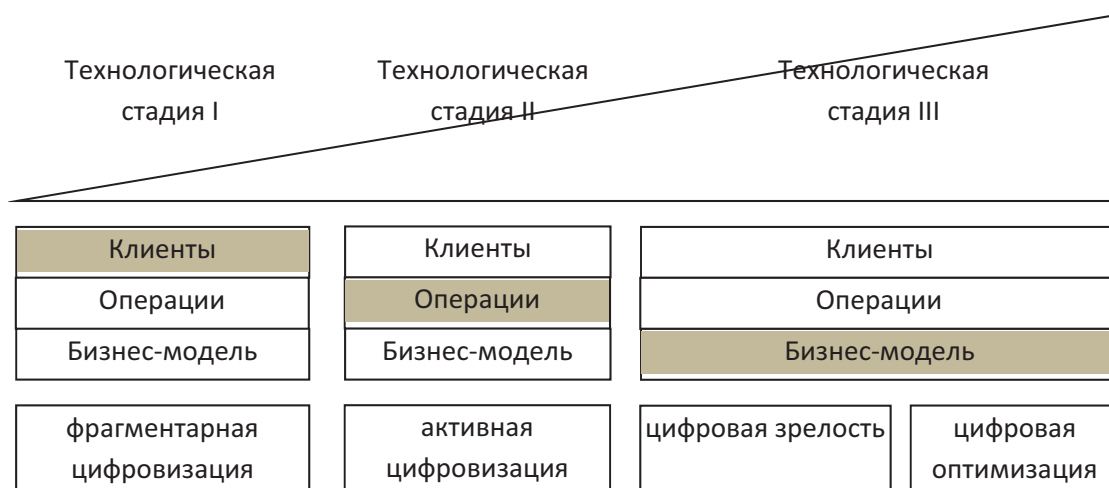 Технологическая
стадия I
Технологическая
стадия II
Технологическая
стадия III
Клиенты
Операции
Бизнес-модель
Клиенты
Операции
Бизнес-модель
Клиенты
Операции
Бизнес-модель
фрагментарная
цифровизация
активная
цифровизация
цифровая зрелость
цифровая
оптимизация